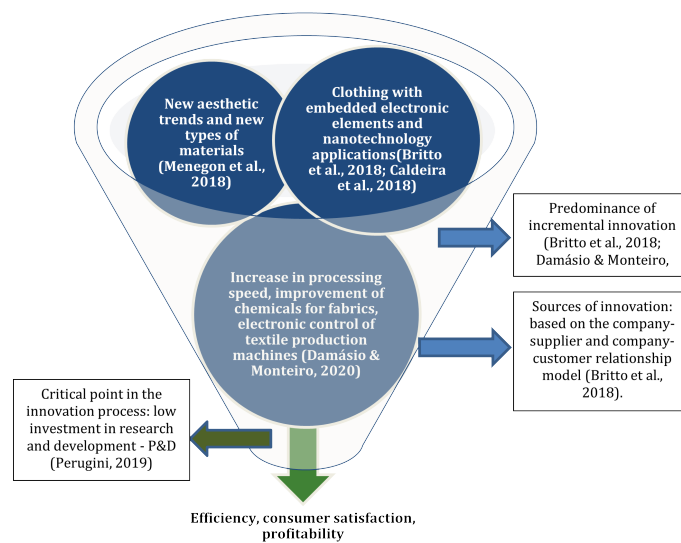 New aesthetic
trends and new
types of
materials
(Menegon et al.,
2018)
Clothing with
embedded electronic
elements and
nanotechnology
applications(Britto
et al., 2018; Caldeira
et al., 2018)
Predominance of
incremental innovation
(Britto et al., 2018;
Damásio & Monteiro,
Increase in processing
speed, improvement of
chemicals for fabrics,
electronic control of
textile production
machines (Damásio &
Monteiro, 2020)
Sources of innovation:
based on the company-
supplier and company-
customer relationship
model (Britto et al.,
2018).
Critical point in the
innovation process: low
investment in research
and development - P&D
(Perugini, 2019)
Efficiency, consumer satisfaction,
profitability